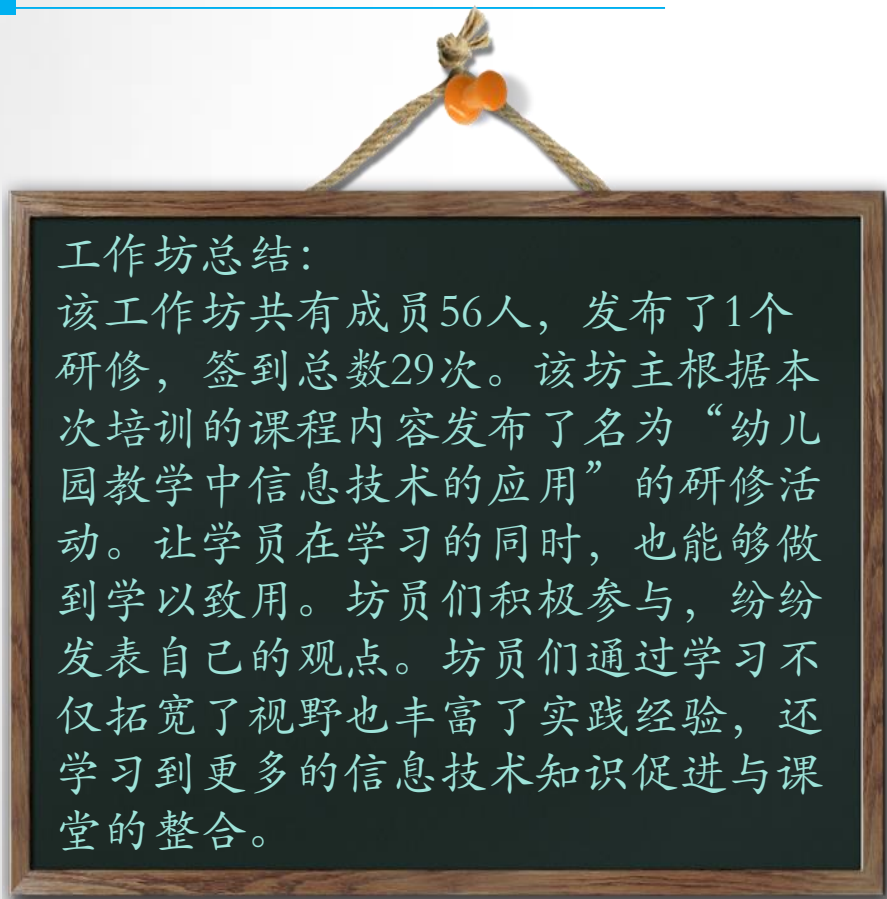 工作坊总结：
该工作坊共有成员56人，发布了1个
研修，签到总数29次。该坊主根据本
次培训的课程内容发布了名为“幼儿
园教学中信息技术的应用”的研修活
动。让学员在学习的同时，也能够做
到学以致用。坊员们积极参与，纷纷
发表自己的观点。坊员们通过学习不
仅拓宽了视野也丰富了实践经验，还
学习到更多的信息技术知识促进与课
堂的整合。